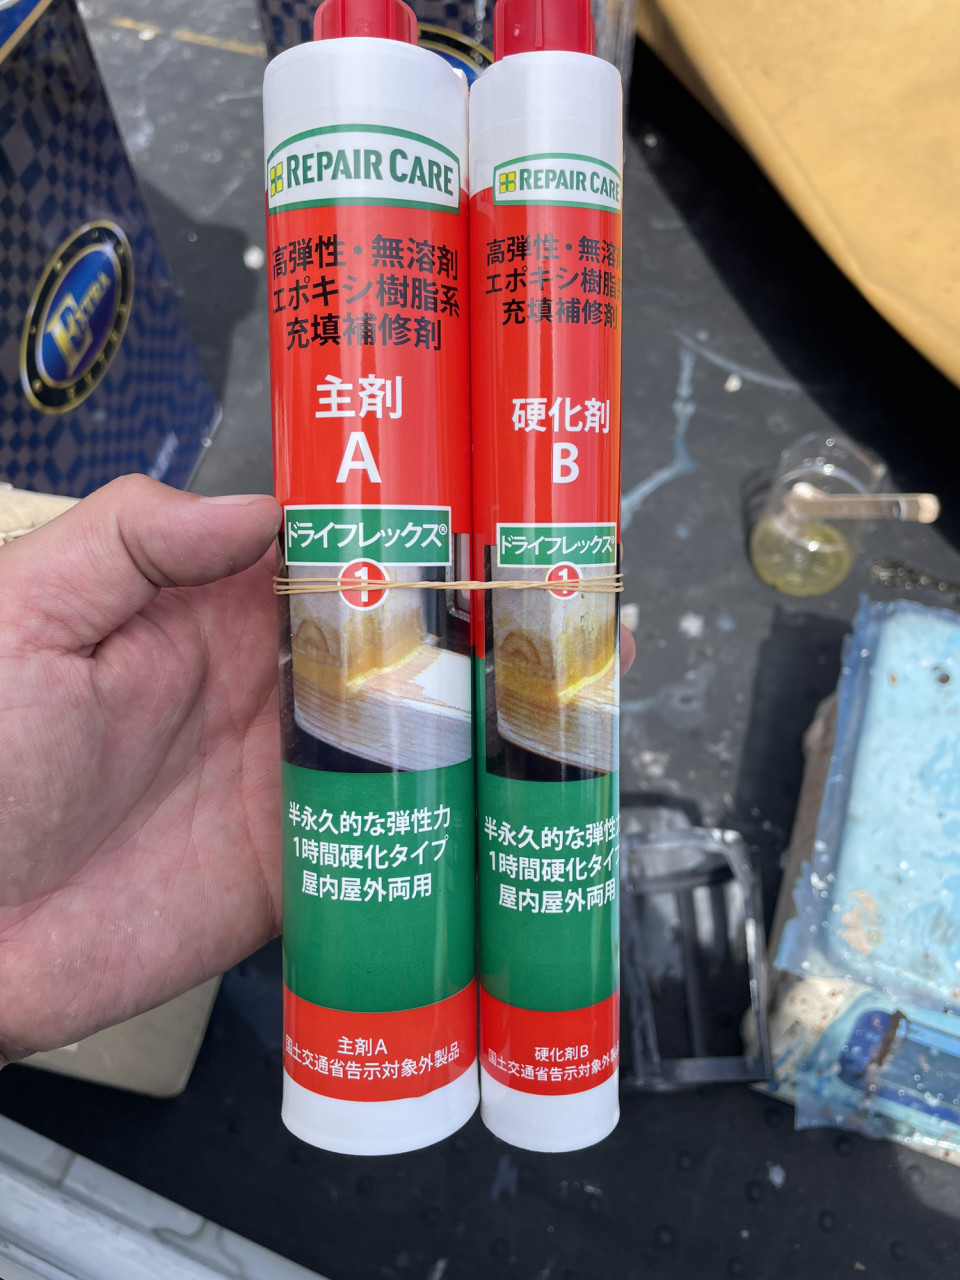 REPAIR CARE
高弾性・無溶剤
エポキシ樹脂系
充填補修剤
主剤
A
ドライフレックス®
1
半永久的な弾性力
1時間硬化タイプ
屋内屋外両用
主剤A
国土交通省告示対象外製品
REPAIR CARE
高弾性・無溶
エポキシ樹脂
充填補修剤
硬化剤
B
ドライフレックス®
1
半永久的な弾性力
1時間硬化タイプ
屋内屋外両用
硬化剤B
国土交通省告示対象外製
EXTRA